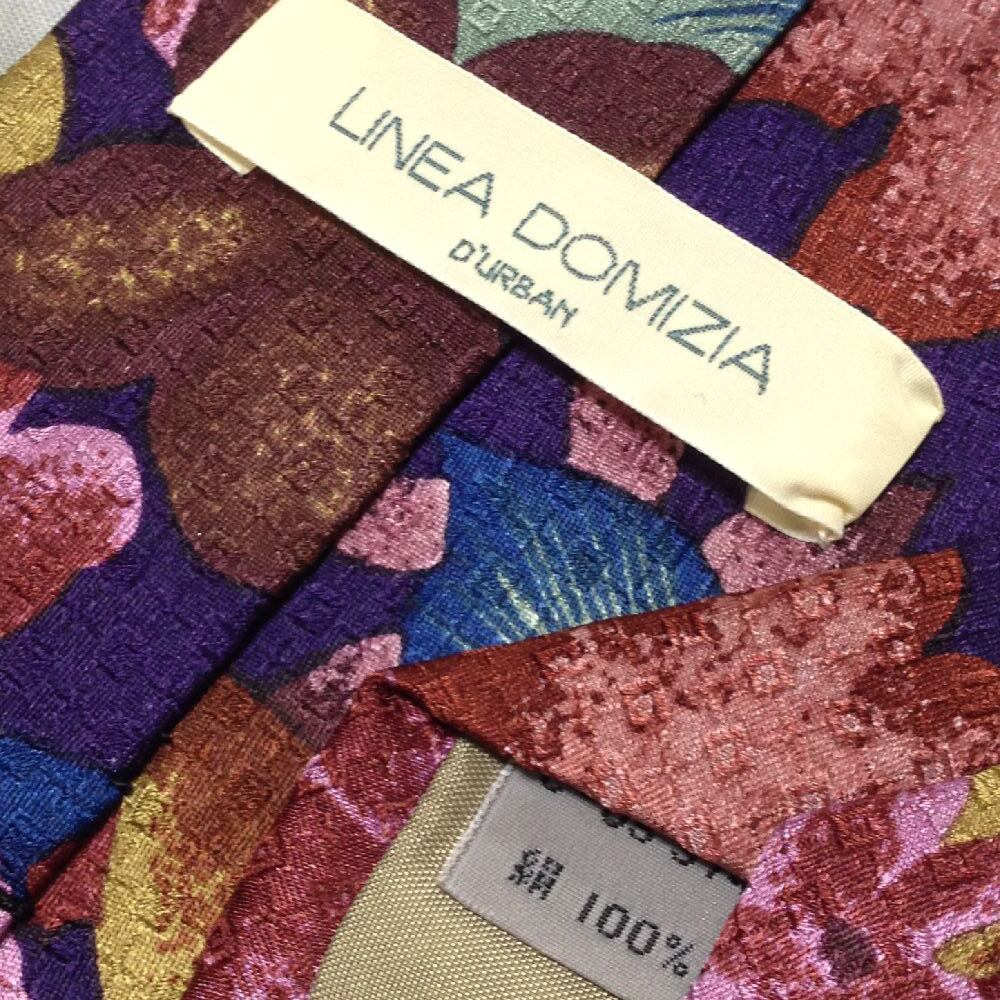 LINEA DOMIZIA
D'URBAN
絹 100%